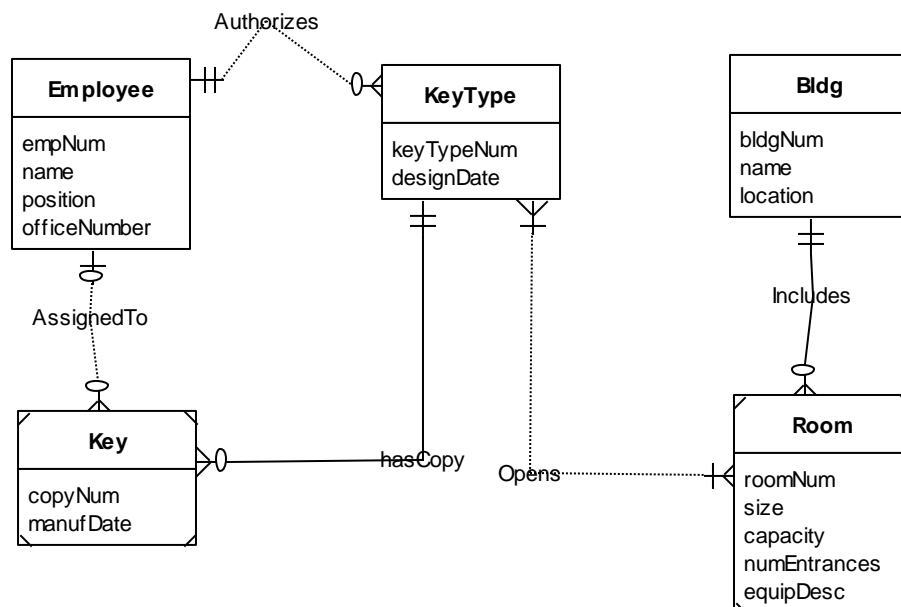 Authorizes
Employee
empNum
name
position
officeNumber
KeyType
keyTypeNum
designDate
Bldg
bldgNum
name
location
AssignedTo
Includes
Key
copyNum
manufDate
hasCopy
Opens
Room
roomNum
size
capacity
numEntrances
equipDesc